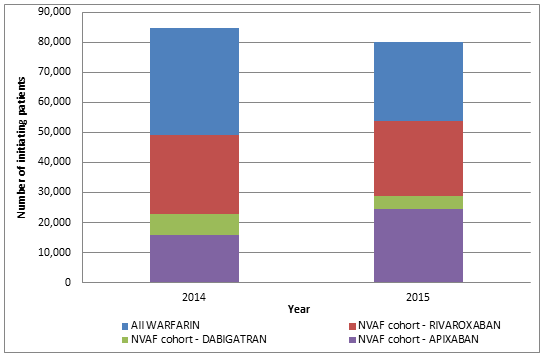 90,000
80,000
70,000
60,000
50,000
40,000
30,000
20,000
10,000
0
Number of initiating patients
2014 2015
Year
All WARFARIN NVAF cohort - RIVAROXABAN
NVAF cohort - DABIGATRAN NVAF cohort - APIXABAN